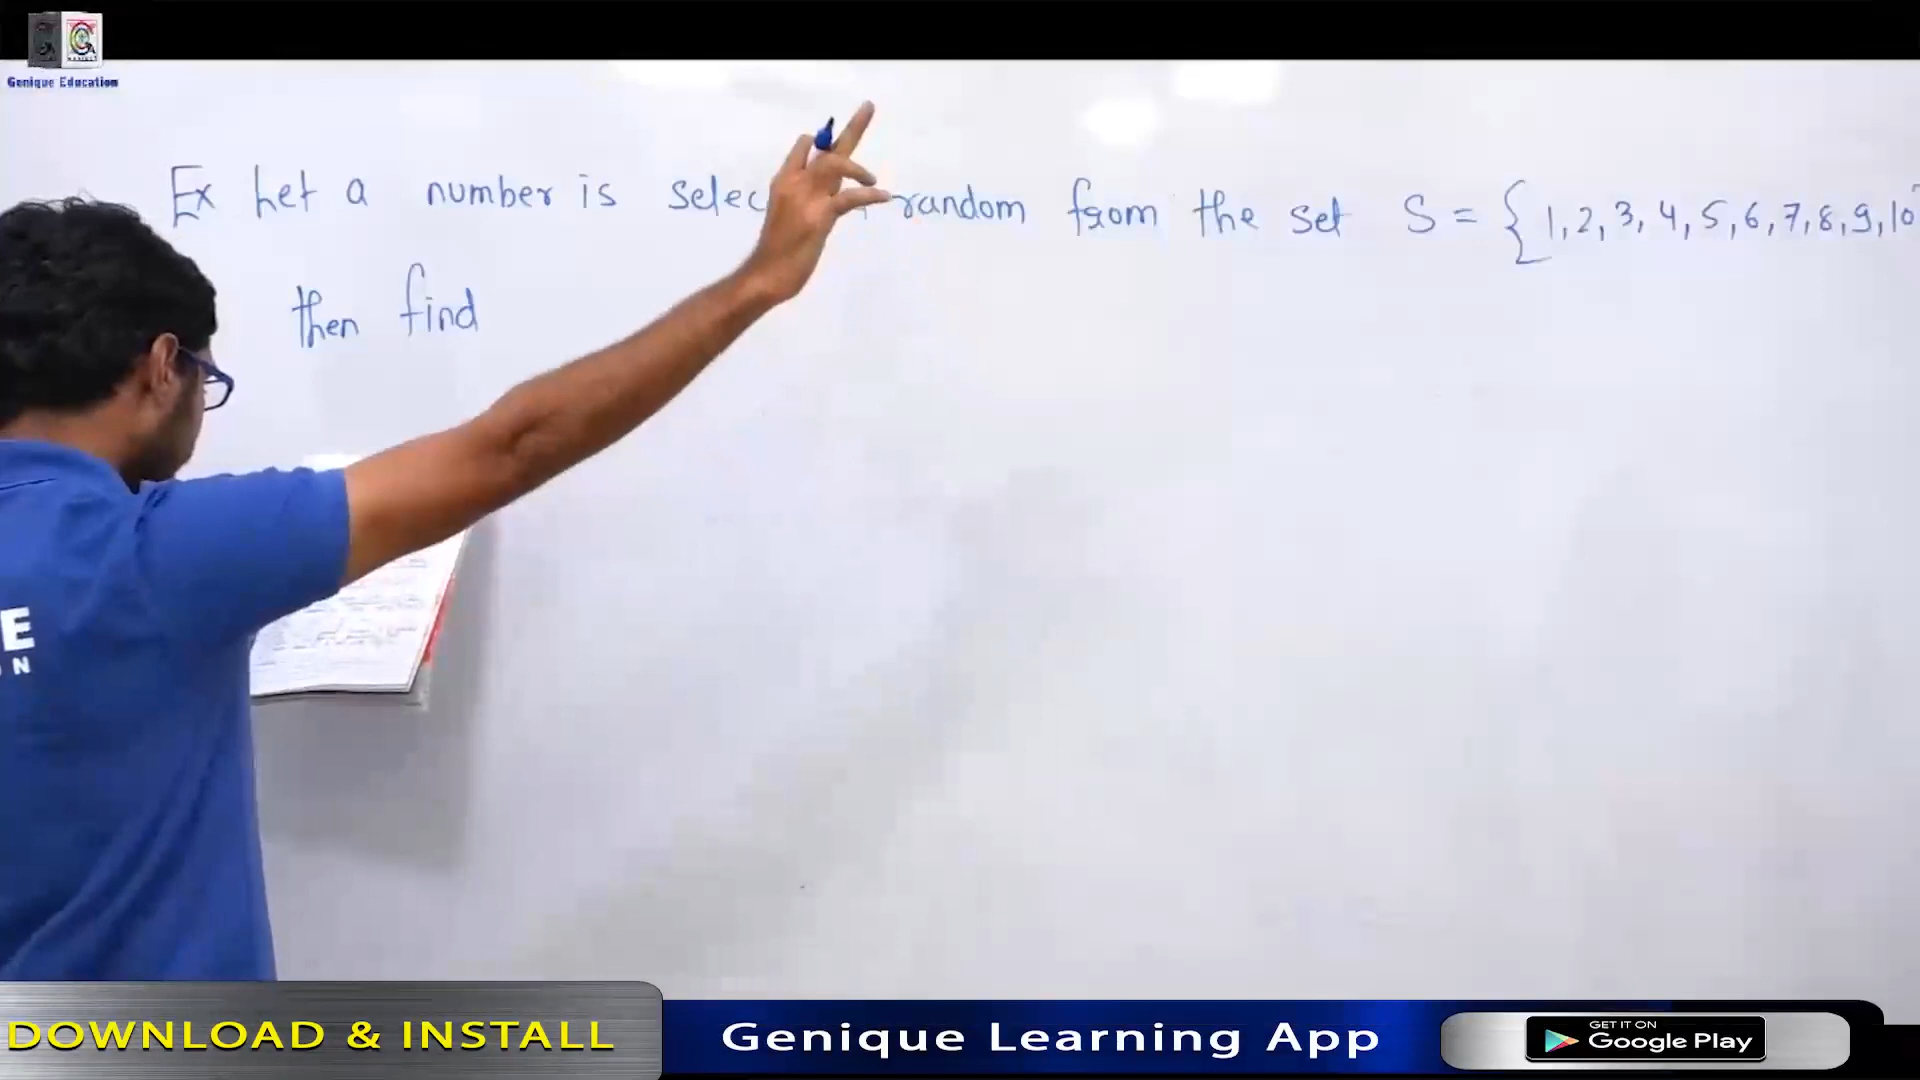 Genique Education
Ex Let a number is selec random from the set S = {1,2,3,4,5,6,7,8,9,10
then find
E
ON
DOWNLOAD & INSTALL
Genique Learning App
GET IT ON
Google Play